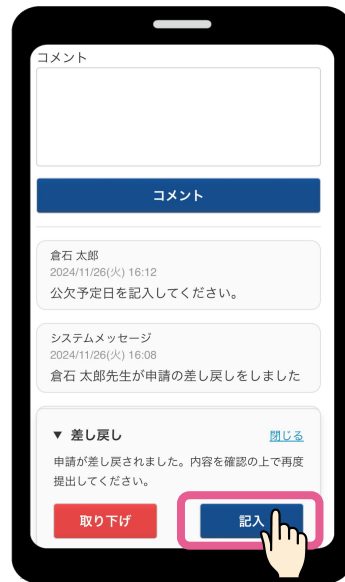 コメント
コメント
倉石 太郎
2024/11/26(火) 16:12
公欠予定日を記入してください。
システムメッセージ
2024/11/26(火) 16:08
倉石 太郎先生が申請の差し戻しをしました
▼ 差し戻し 閉じる
申請が差し戻されました。内容を確認の上で再度
提出してください。
取り下げ 記入